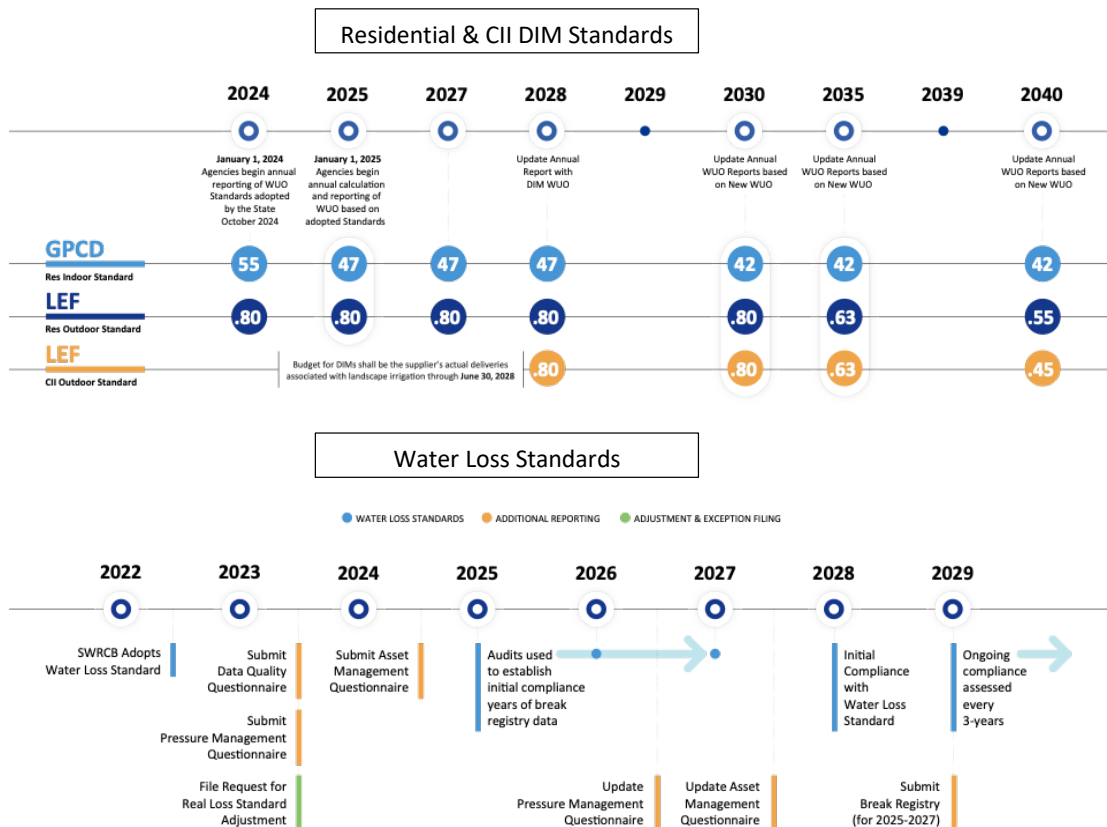 Residential & CII DIM Standards
2024
2025
2027
2028
2029
2030
2035
2039
2040
January 1, 2024
Agencies begin annual
reporting of WUO
Standards adopted
by the State
October 2024
January 1, 2025
Agencies begin
annual calculation
and reporting of
WUO based on
adopted Standards
Update Annual
Report with
DIM WUO
Update Annual
WUO Reports based
on New WUO
Update Annual
WUO Reports based
on New WUO
Update Annual
WUO Reports based
on New WUO
GPCD
Res Indoor Standard
55
47
47
47
42
42
42
LEF
Res Outdoor Standard
.80
.80
.80
.80
.80
.63
.55
LEF
CII Outdoor Standard
Budget for DIMs shall be the supplier's actual deliveries
associated with landscape irrigation through June 30, 2028
.80
.80
.63
.45
Water Loss Standards
WATER LOSS STANDARDS
ADDITIONAL REPORTING
ADJUSTMENT & EXCEPTION FILING
2022
2023
2024
2025
2026
2027
2028
2029
SWRCB Adopts
Water Loss Standard
Submit
Data Quality
Questionnaire
Submit
Pressure Management
Questionnaire
File Request for
Real Loss Standard
Adjustment
Submit Asset
Management
Questionnaire
Audits used
to establish
initial compliance
years of break
registry data
Update
Pressure Management
Questionnaire
Update Asset
Management
Questionnaire
Initial
Compliance
with
Water Loss
Standard
Ongoing
compliance
assessed
every
3-years
Submit
Break Registry
(for 2025-2027)